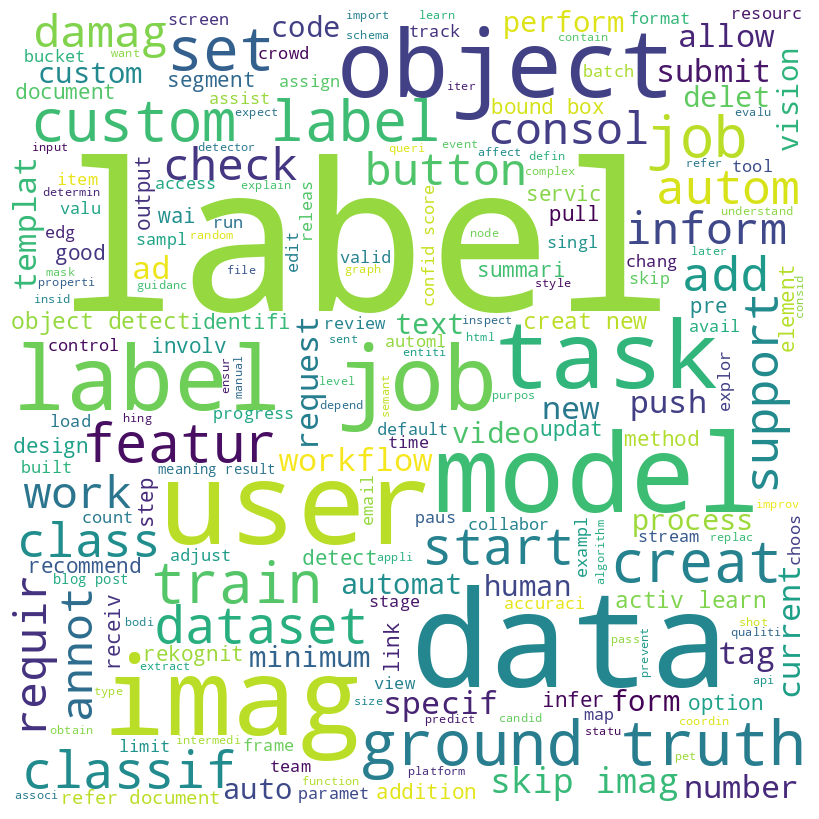 screen
import
learn
resourc
damag
bucket
want
set
code
crowd
schema
track
object
perform
format
contain
allow
custom
document
segment
assign
assist
expect
iter
batch
bound box
submit
delet
vision
custom label
consol
job
evalu
input
detector
label
queri
event
affect
defin
complex
refer
tool
templat
item
determin
output
check
access
explain
button
servic
autom
valu
wai
releas
confid score
pull
understand
edg
good
sampl
run
random
edit
valid
node
singl
inform
mask
ad
file
graph
summari
style
chang
skip
later
properti
guidanc
insid
add
pre
element
consid
object detect
identifi
review
text
sent
inspect
creat new
avail
control
involv
request
automl
entiti
html
task
explor
support
label job
ensur
manual
level
semant
purpos
load
hing
progress
depend
new
push
design
featur
default
time
video
updat
method
built
meaning result
workflow
model
work
count
step
user
email
paus
collabor
improv
process
class
adjust
detect
appli
start
exampl
algorithm
stream
replac
choos
recommend
blog post
train
automat
human
creat
requir
annot
receiv
bodi
dataset
stage
accuraci
activ learn
current
rekognit
minimum
link
data
pass
prevent
shot
qualiti
extract
view
tag
api
type
imag
size
specif
infer
form
option
obtain
predict
candid
map
statu
coordin
limit
intermedi
frame
ground truth
pet
classif
team
platform
function
skip imag
number
associ
refer document
auto
paramet
addition